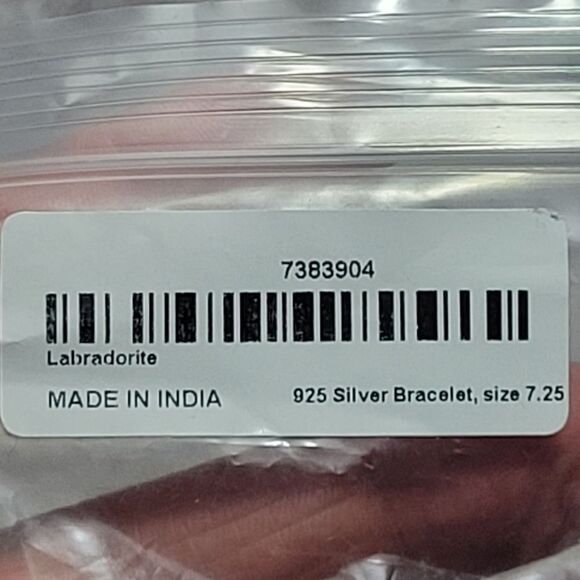 7383904
Labradorite
MADE IN INDIA 925 Silver Bracelet, size 7.25